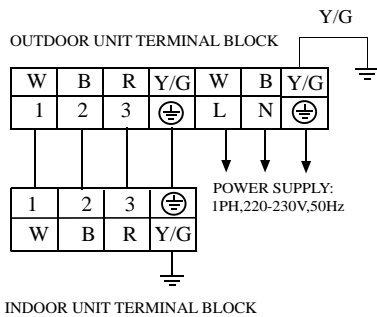 Y/G
OUTDOOR UNIT TERMINAL BLOCK
W B R Y/G W B Y/G
1 2 3 L N
POWER SUPPLY:
1PH,220-230V,50Hz
1 2 3
W B R Y/G
INDOOR UNIT TERMINAL BLOCK